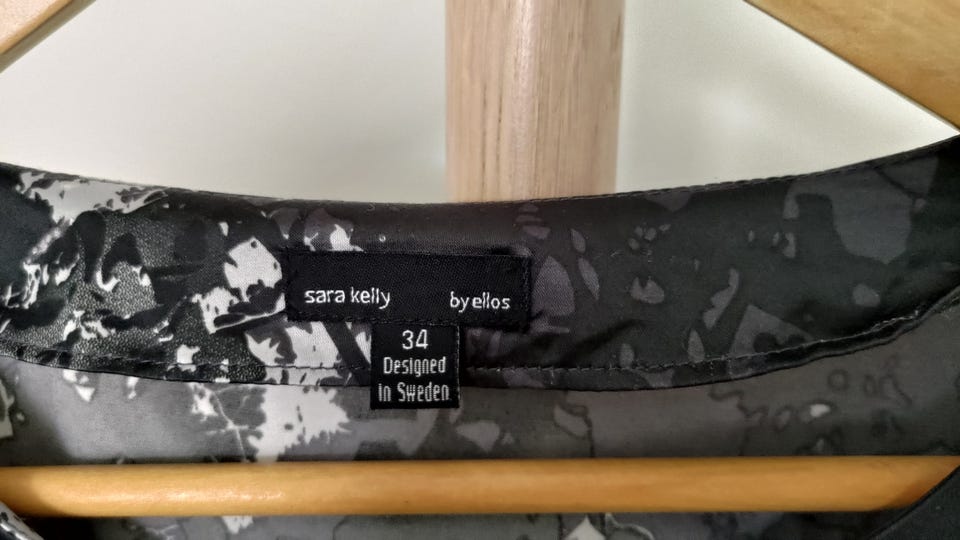 sara kelly by ellos
34
Designed
in Sweden